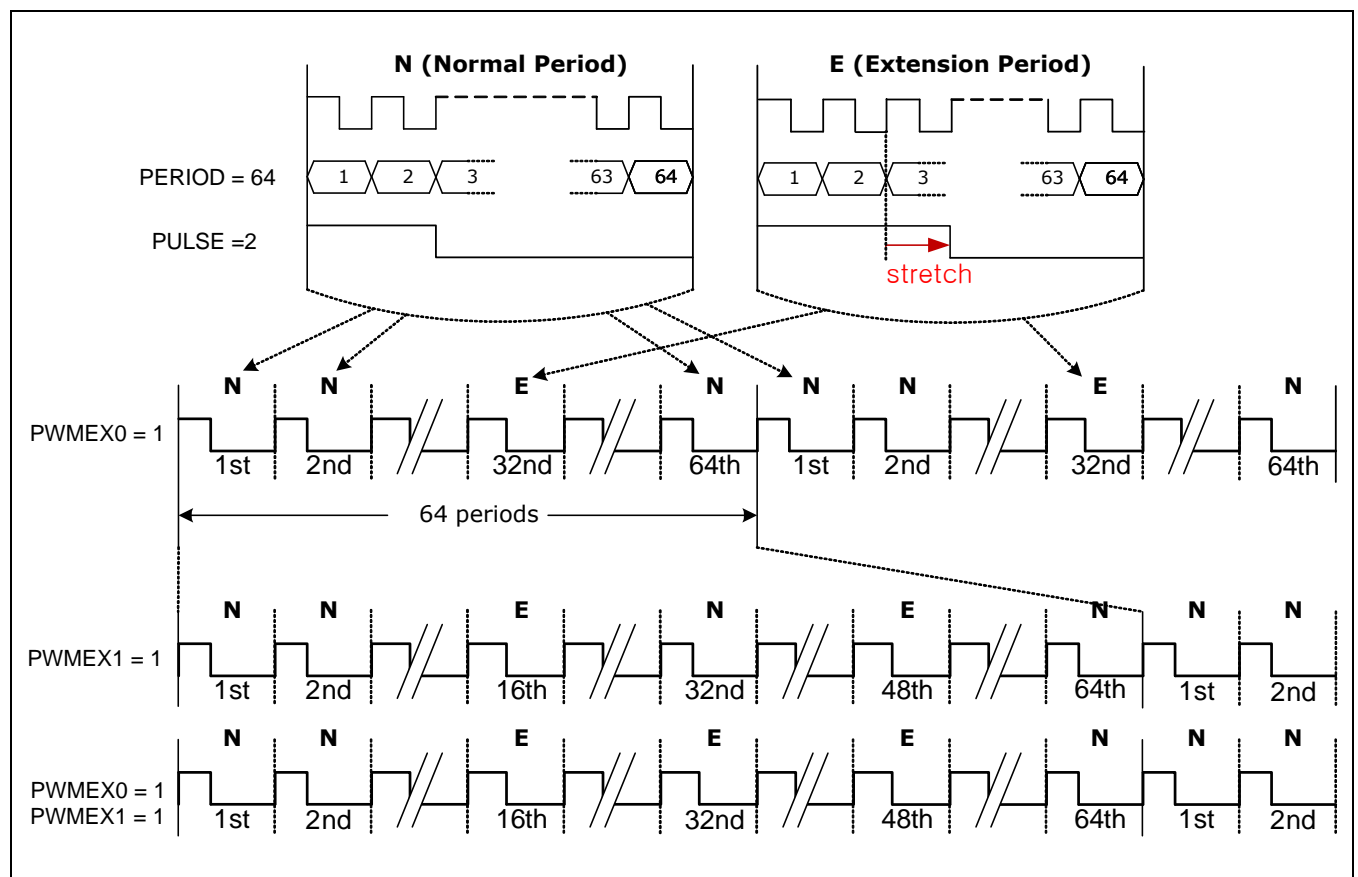 N (Normal Period) E (Extension Period)
PERIOD = 64 1 2 3 63 64 1 2 3 63 64
PULSE =2
stretch
N N E N N N E N
PWMEX0 = 1
1st 2nd 32nd 64th 1st 2nd 32nd 64th
64 periods
N N E N E N N N
PWMEX1 = 1
1st 2nd 16th 32nd 48th 64th 1st 2nd
N N E E E N N N
PWMEX0 = 1
PWMEX1 = 1
1st 2nd 16th 32nd 48th 64th 1st 2nd